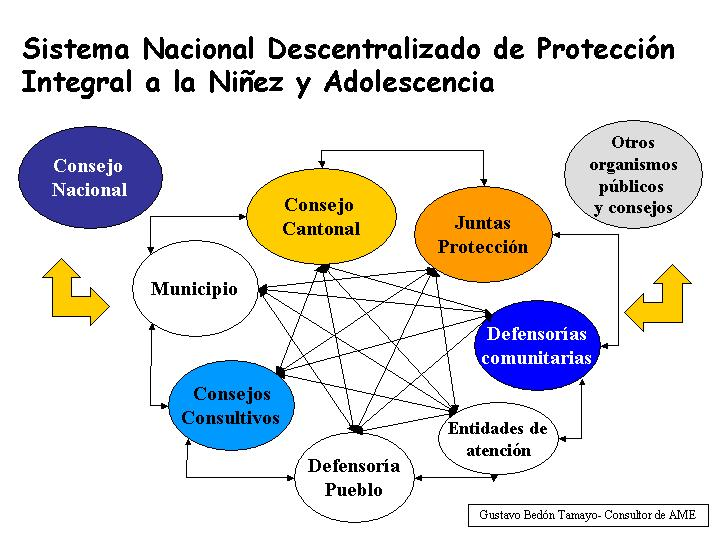 Sistema Nacional Descentralizado de Protección
Integral a la Niñez y Adolescencia
Consejo
Nacional
Otros
organismos
públicos
y consejos
Consejo
Cantonal
Juntas
Protección
Municipio
Defensorías
comunitarias
Consejos
Consultivos
Entidades de
atención
Defensoría
Pueblo
Gustavo Bedón Tamayo- Consultor de AME